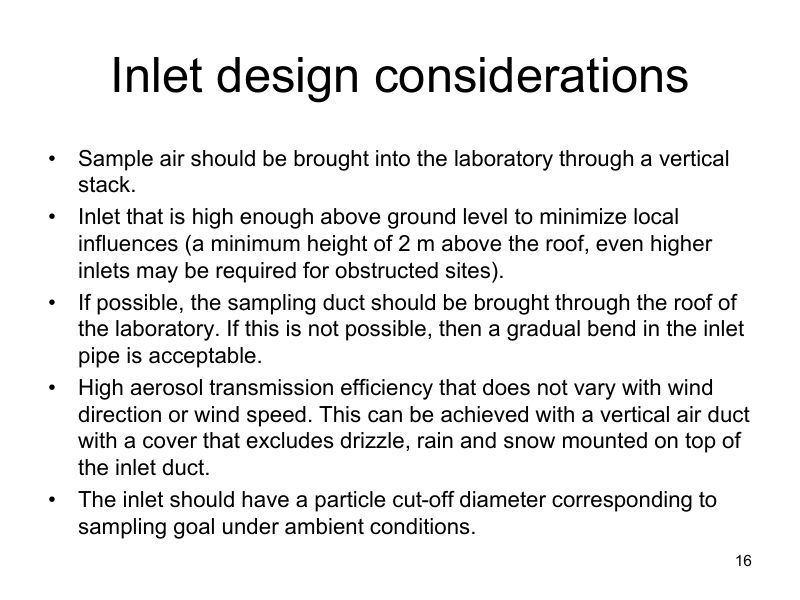 Inlet design considerations
• Sample air should be brought into the laboratory through a vertical
stack.
• Inlet that is high enough above ground level to minimize local
influences (a minimum height of 2 m above the roof, even higher
inlets may be required for obstructed sites).
• If possible, the sampling duct should be brought through the roof of
the laboratory. If this is not possible, then a gradual bend in the inlet
pipe is acceptable.
• High aerosol transmission efficiency that does not vary with wind
direction or wind speed. This can be achieved with a vertical air duct
with a cover that excludes drizzle, rain and snow mounted on top of
the inlet duct.
• The inlet should have a particle cut-off diameter corresponding to
sampling goal under ambient conditions.
16